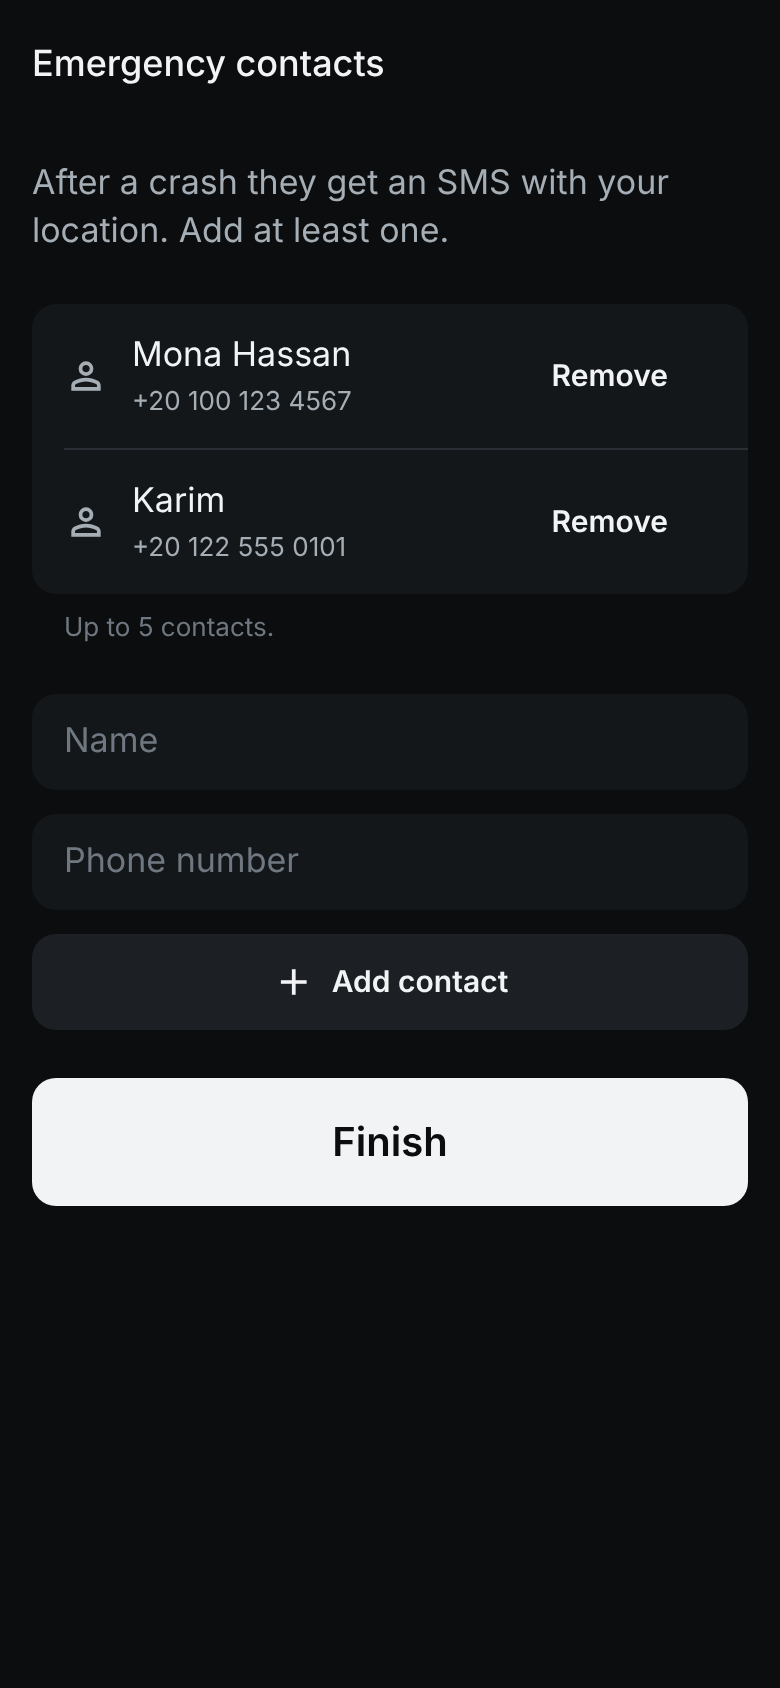 Emergency contacts
After a crash they get an SMS with your
location. Add at least one.
Mona Hassan
+20 100 123 4567
Remove
Karim
+20 122 555 0101
Remove
Up to 5 contacts.
Name
Phone number
Add contact
Finish